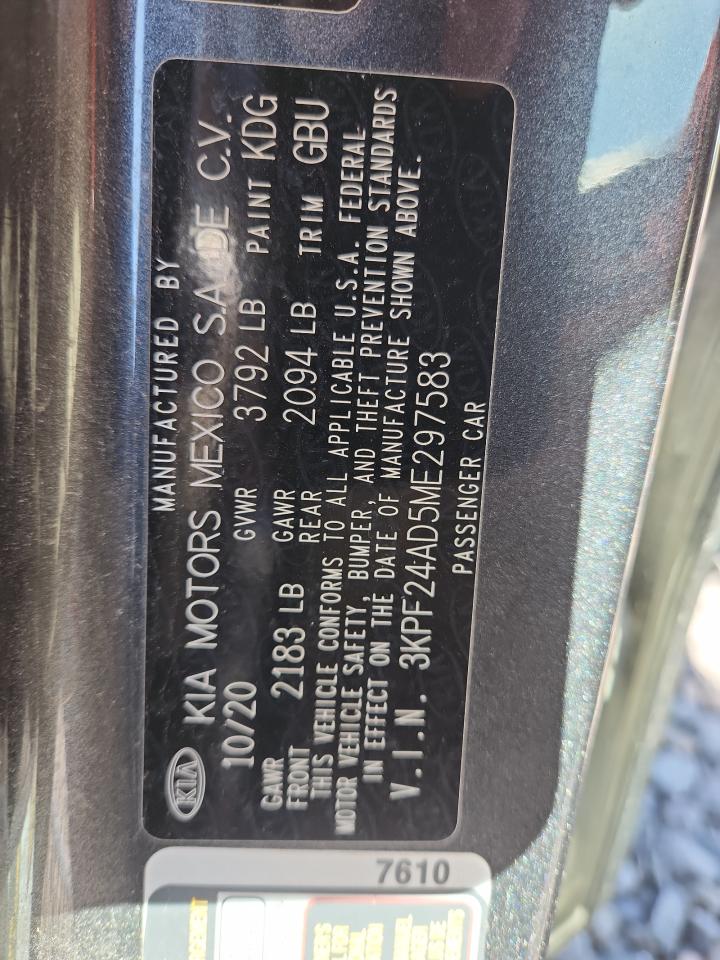 MANUFACTURED BY
KIA KIA MOTORS MEXICO S.A DE C.V.
10/20 GVWR 3792 LB PAINT KDG
GAWR FRONT 2183 LB GAWR REAR 2094 LB TRIM GBU
THIS VEHICLE CONFORMS TO ALL APPLICABLE U.S.A. FEDERAL
MOTOR VEHICLE SAFETY, BUMPER, AND THEFT PREVENTION STANDARDS
IN EFFECT ON THE DATE OF MANUFACTURE SHOWN ABOVE.
V.I.N. 3KPF24AD5ME297583
PASSENGER CAR
7610